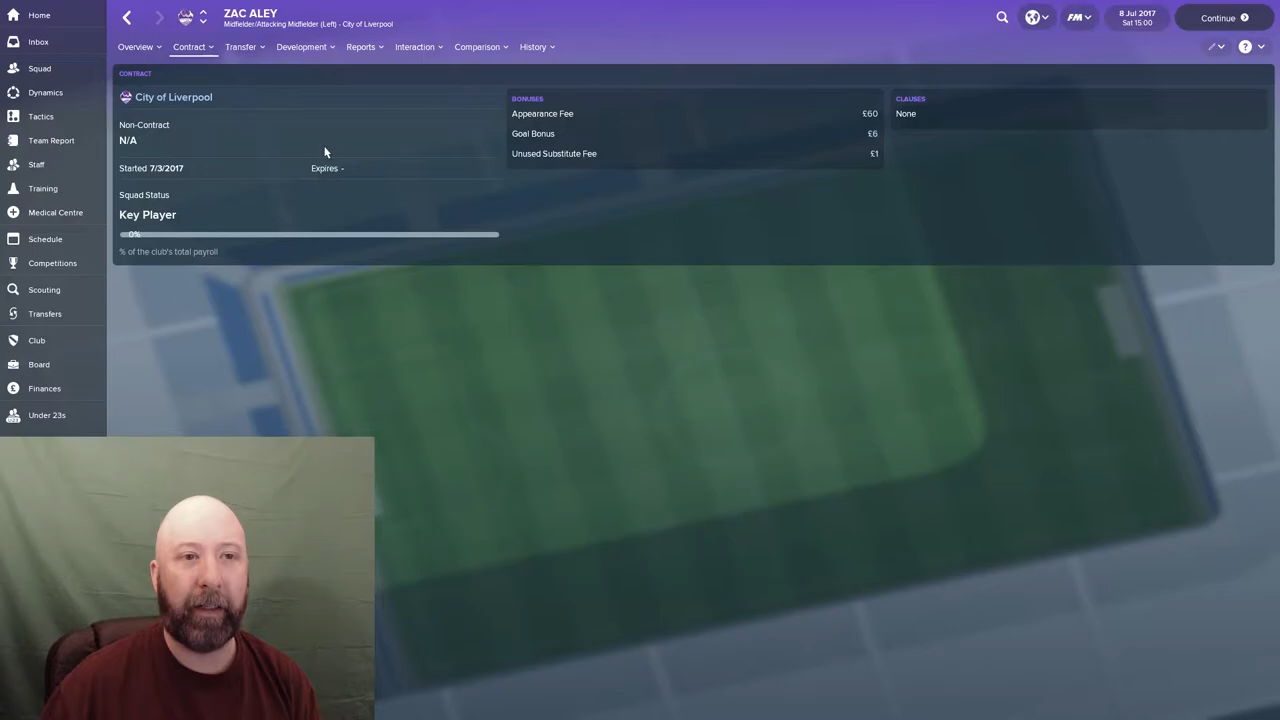 Home
Inbox
Squad
Dynamics
Tactics
Team Report
Staff
Training
Medical Centre
Schedule
Competitions
Scouting
Transfers
Club
Board
Finances
Under 23s
ZAC ALEY
Midfielder/Attacking Midfielder (Left) - City of Liverpool
FM
8 Jul 2017
Sat 15:00
Continue
Overview
Contract
Transfer
Development
Reports
Interaction
Comparison
History
?
CONTRACT
City of Liverpool
Non-Contract
N/A
Started 7/3/2017
Expires -
Squad Status
Key Player
0%
% of the club's total payroll
BONUSES
Appearance Fee £60
Goal Bonus £6
Unused Substitute Fee £1
CLAUSES
None